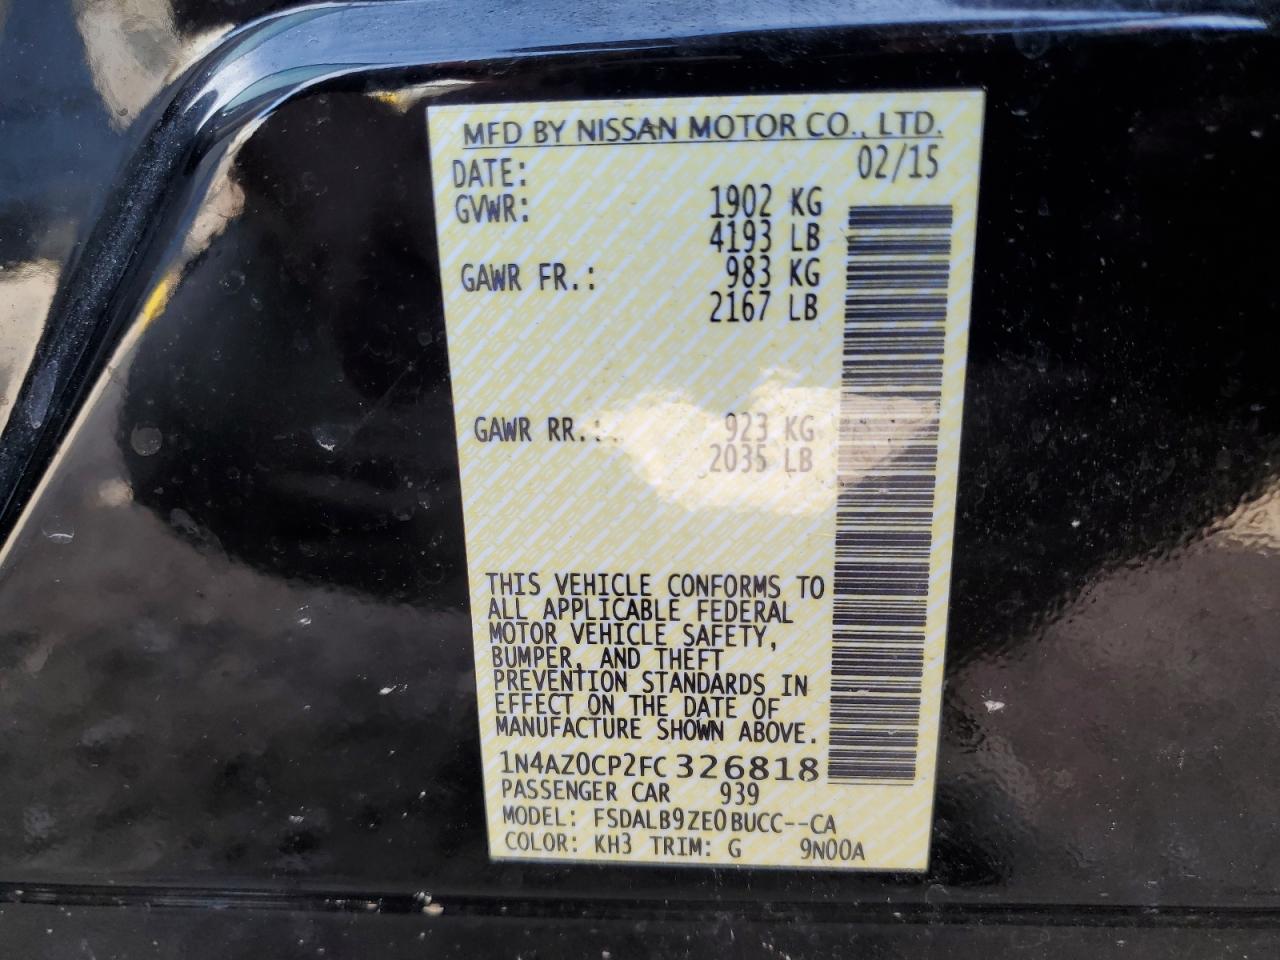 MFD BY NISSAN MOTOR CO., LTD.
DATE: 02/15
GVWR: 1902 KG
4193 LB
GAWR FR.: 983 KG
2167 LB
GAWR RR.: 923 KG
2035 LB
THIS VEHICLE CONFORMS TO
ALL APPLICABLE FEDERAL
MOTOR VEHICLE SAFETY,
BUMPER, AND THEFT
PREVENTION STANDARDS IN
EFFECT ON THE DATE OF
MANUFACTURE SHOWN ABOVE.
1N4AZ0CP2FC326818
PASSENGER CAR 939
MODEL: FSDALB9ZE0BUCC--CA
COLOR: KH3 TRIM: G 9N00A